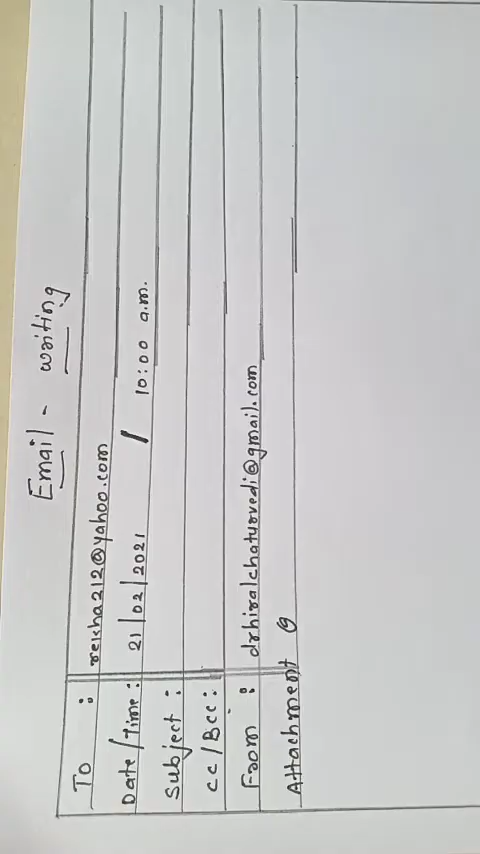 Email - writing
To : rekha212@yahoo.com
Date/Time : 21/02/2021 / 10:00 a.m.
Subject :
cc/Bcc :
From : drhiralchaturvedi@gmail.com
Attachment